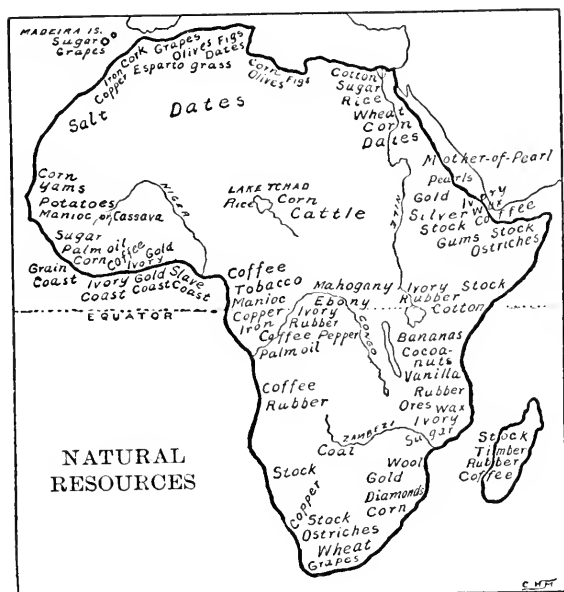 MADEIRA IS.
Sugar
Grapes
Iron Cork Grapes
Olives Figs
Copper Esparto grass Dates
Corn Figs
Olives
Salt
Dates
Cotton
Sugar
Rice
Wheat
Corn
Dates
Mother-of-Pearl
Pearls
Gold Ivory
Silver Wax Coffee
Stock Stock
Gums Ostriches
NILE
Corn
Yams
Potatoes
Manioc, or Cassava
NIGER
LAKE TCHAD
Rice
Corn
Cattle
Sugar
Palm oil
Corn Coffee Gold
Ivory
Grain
Coast
Ivory
Coast
Gold
Coast
Slave
Coast
EQUATOR
Coffee
Tobacco
Manioc
Copper
Iron
Mahogany
Ebony
Ivory
Rubber
Coffee Pepper
Palm oil
CONGO
Ivory Stock
Rubber
Cotton
Bananas
Cocoa-
nuts
Vanilla
Rubber
Ores Wax
Ivory
Sugar
Coffee
Rubber
ZAMBEZI
Coal
Stock
Copper
Wool
Gold
Diamonds
Corn
Stock
Ostriches
Wheat
Grapes
Stock
Timber
Rubber
Coffee
NATURAL
RESOURCES